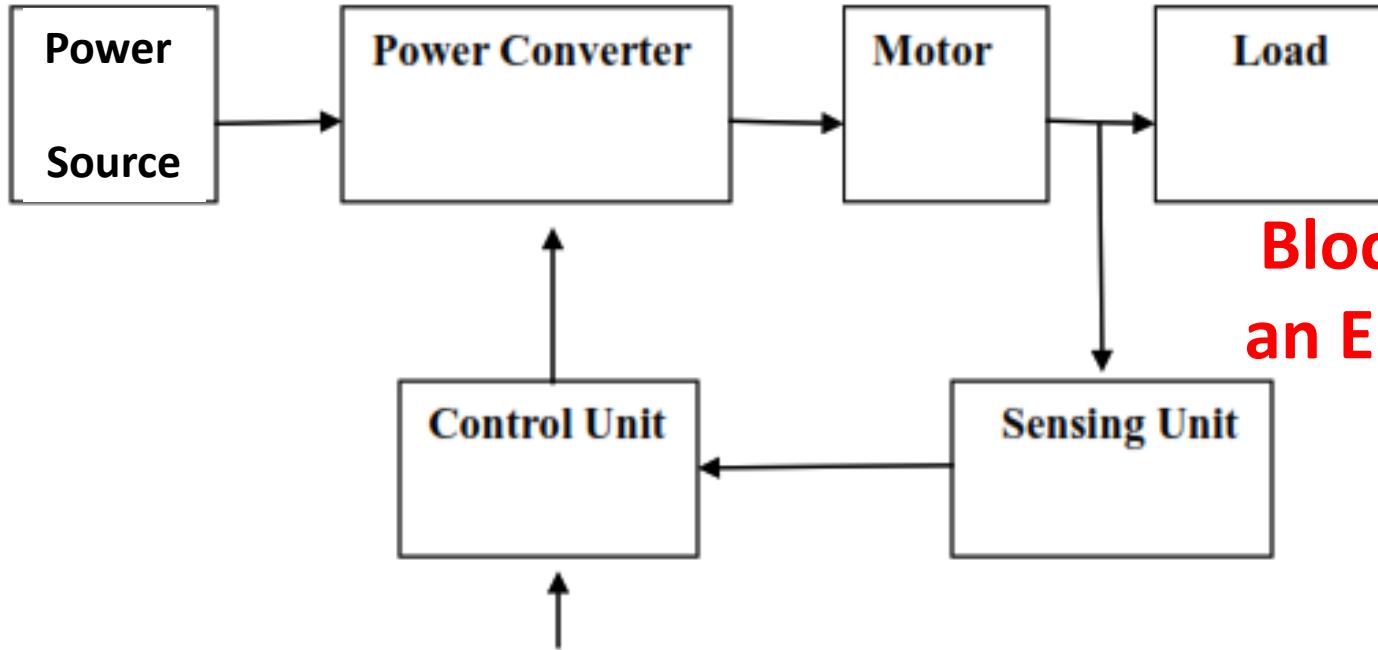 Power
Source
Power Converter
Motor
Load
an
Control Unit
Sensing Unit